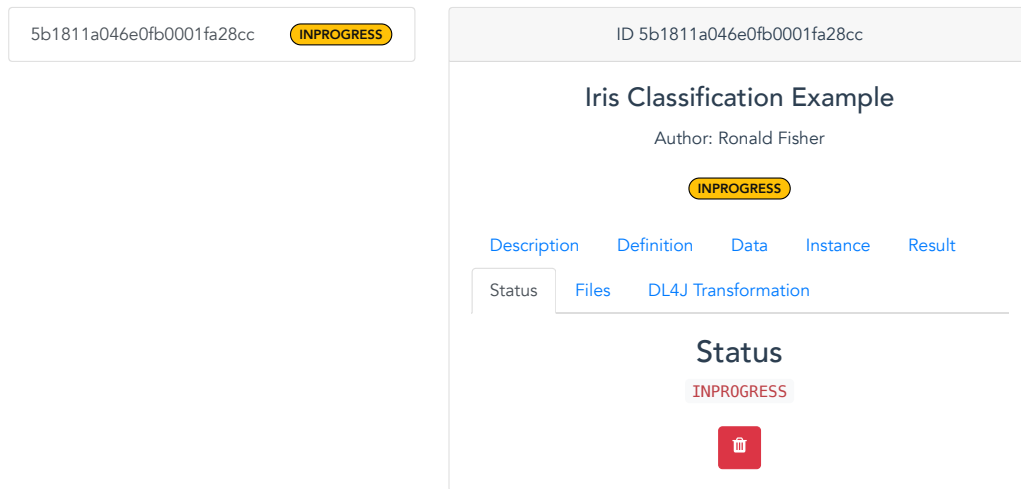 5b1811a046e0fb0001fa28cc INPROGRESS
ID 5b1811a046e0fb0001fa28cc
Iris Classification Example
Author: Ronald Fisher
INPROGRESS
Description Definition Data Instance Result
Status Files DL4J Transformation
Status
INPROGRESS